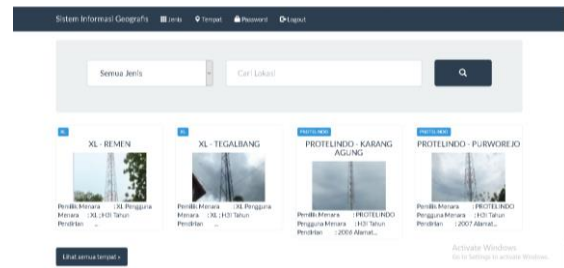 Sistem Informasi Geografis Jenis Tempat Password Logout
Semua Jenis Cari Lokasi
XL
XL - REMEN
Pemilik Menara : XL Pengguna
Menara : XL ; H3I Tahun
Pendirian ...
XL
XL - TEGALBANG
Pemilik Menara : XL Pengguna
Menara : XL ; H3I Tahun
Pendirian ...
PROTELINDO
PROTELINDO - KARANG
AGUNG
Pemilik Menara : PROTELINDO
Pengguna Menara : H3I Tahun
Pendirian : 2008 Alamat...
PROTELINDO
PROTELINDO - PURWOREJO
Pemilik Menara : PROTELINDO
Pengguna Menara : H3I Tahun
Pendirian : 2007 Alamat...
Lihat semua tempat »
Activate Windows
Go to Settings to activate Windows.